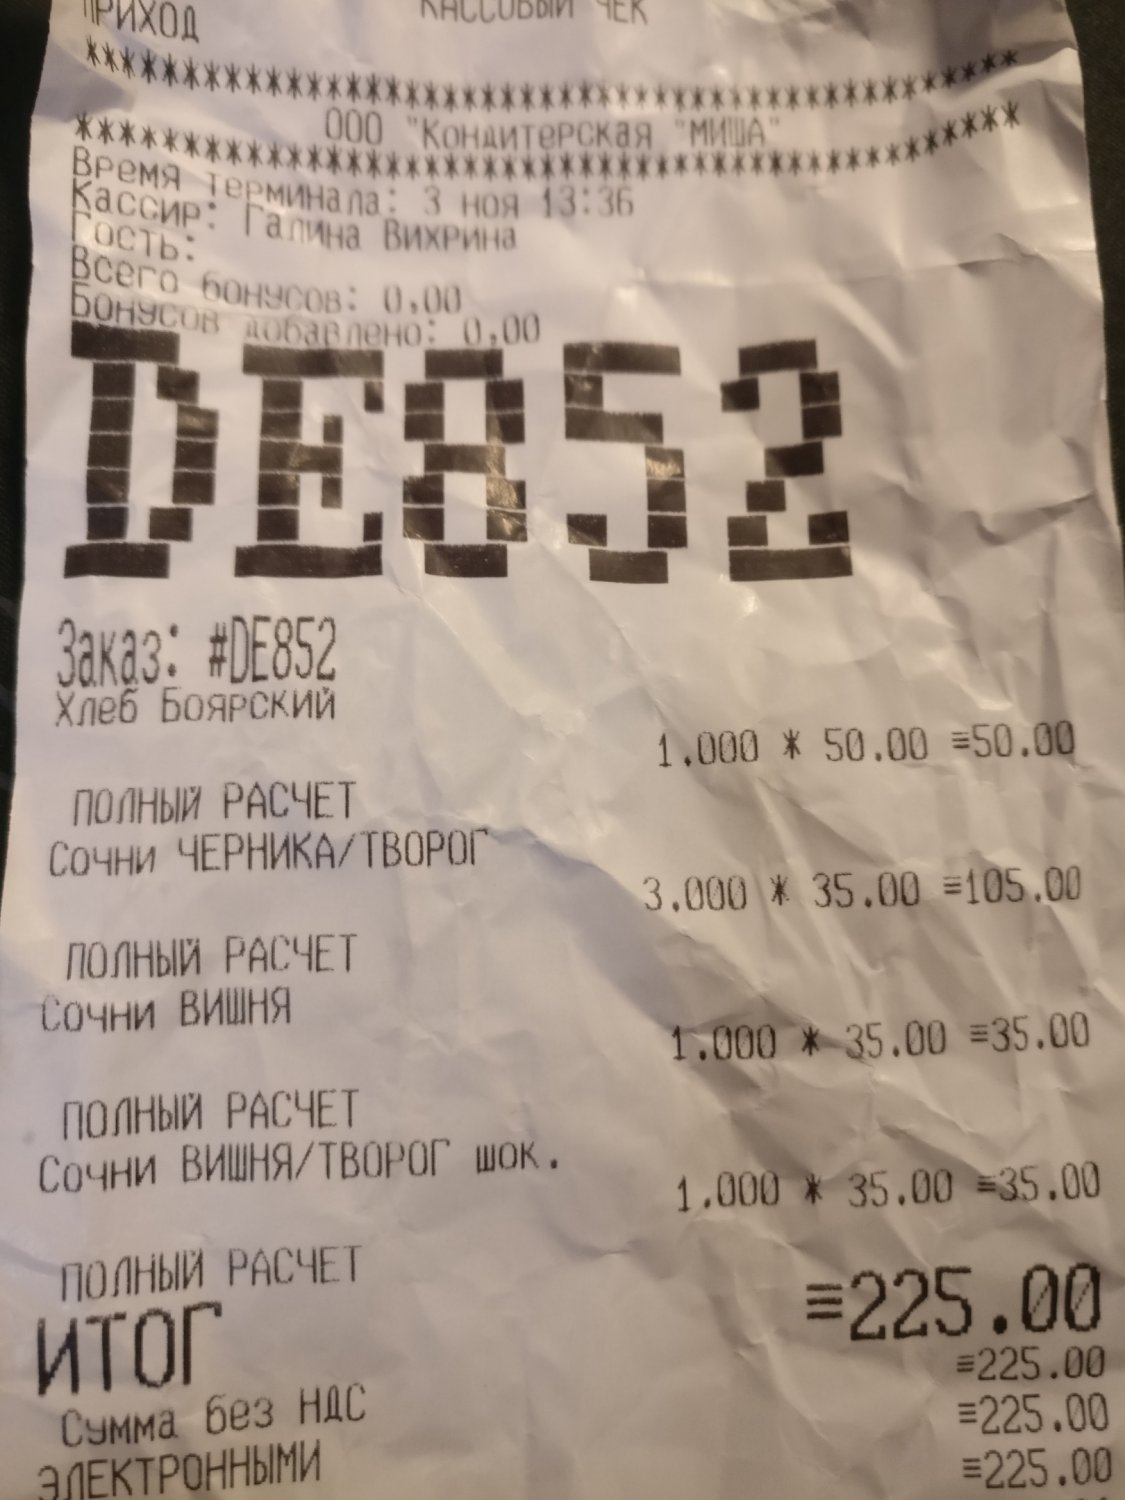 КАССОВЫЙ ЧЕК
ПРИХОД
************************************************
ООО "Кондитерская "МИША"
************************************************
Время терминала: 3 ноя 13:36
Кассир: Галина Вихрина
Гость:
Всего бонусов: 0,00
Бонусов добавлено: 0,00
DE852
Заказ: #DE852
Хлеб Боярский
1.000 * 50.00 ≡50.00
ПОЛНЫЙ РАСЧЕТ
Сочни ЧЕРНИКА/ТВОРОГ
3.000 * 35.00 ≡105.00
ПОЛНЫЙ РАСЧЕТ
Сочни ВИШНЯ
1.000 * 35.00 ≡35.00
ПОЛНЫЙ РАСЧЕТ
Сочни ВИШНЯ/ТВОРОГ шок.
1.000 * 35.00 ≡35.00
ПОЛНЫЙ РАСЧЕТ
ИТОГ ≡225.00
≡225.00
Сумма без НДС ≡225.00
ЭЛЕКТРОННЫМИ ≡225.00